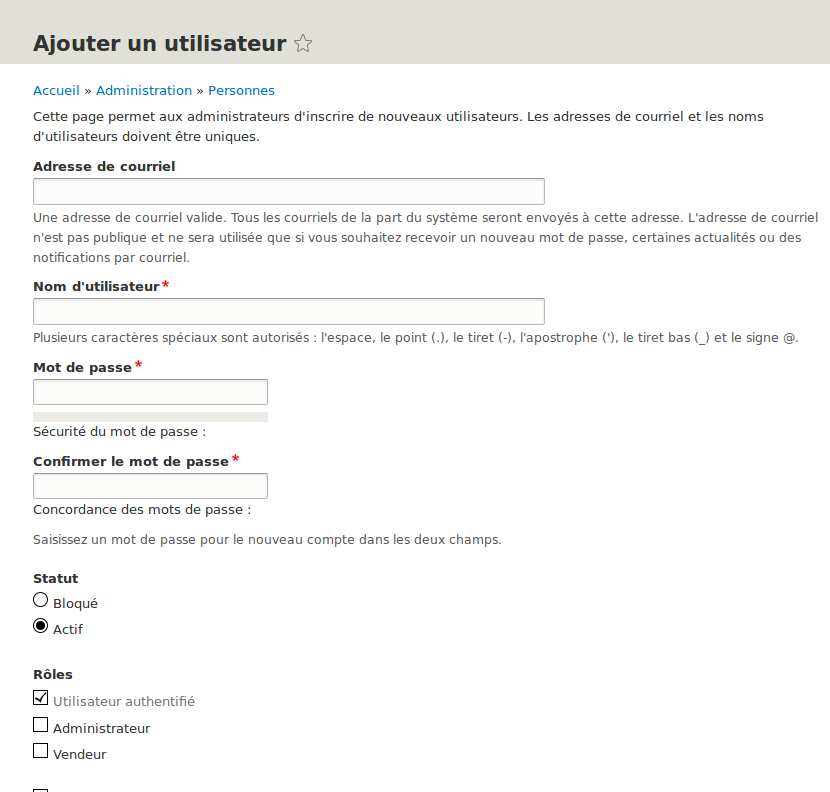 Ajouter un utilisateur
Accueil » Administration » Personnes
Cette page permet aux administrateurs d'inscrire de nouveaux utilisateurs. Les adresses de courriel et les noms
d'utilisateurs doivent être uniques.
Adresse de courriel
Une adresse de courriel valide. Tous les courriels de la part du système seront envoyés à cette adresse. L'adresse de courriel
n'est pas publique et ne sera utilisée que si vous souhaitez recevoir un nouveau mot de passe, certaines actualités ou des
notifications par courriel.
Nom d'utilisateur*
Plusieurs caractères spéciaux sont autorisés : l'espace, le point (.), le tiret (-), l'apostrophe ('), le tiret bas (_) et le signe @.
Mot de passe*
Sécurité du mot de passe :
Confirmer le mot de passe*
Concordance des mots de passe :
Saisissez un mot de passe pour le nouveau compte dans les deux champs.
Statut
Bloqué
Actif
Rôles
Utilisateur authentifié
Administrateur
Vendeur